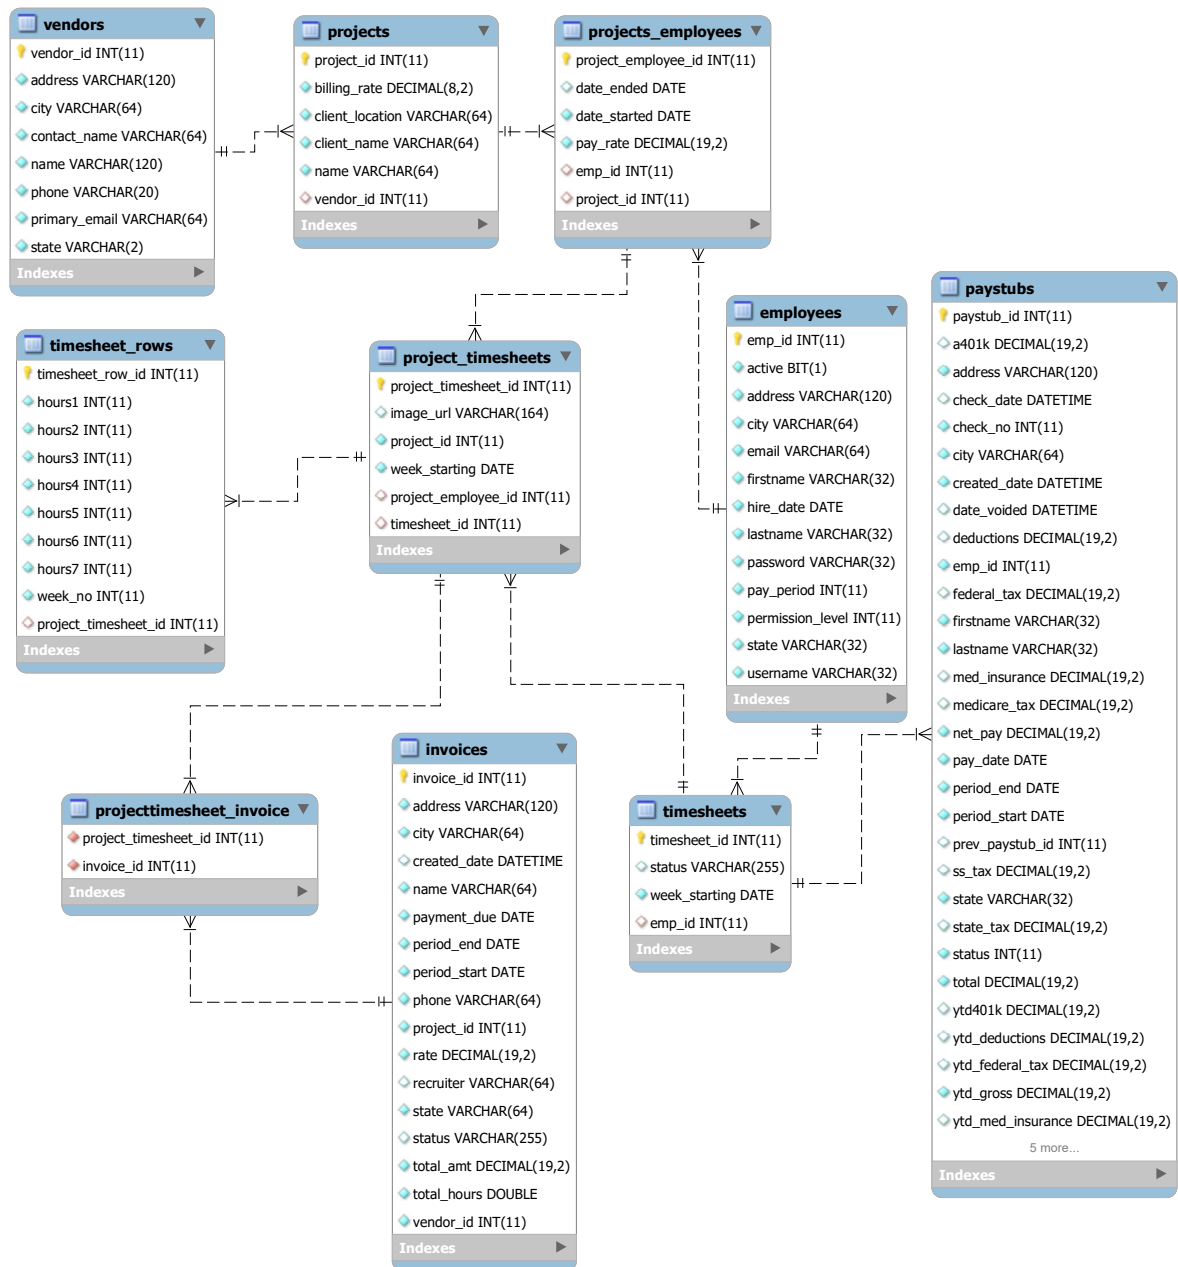 vendors
vendor_id INT(11)
address VARCHAR(120)
city VARCHAR(64)
contact_name VARCHAR(64)
name VARCHAR(120)
phone VARCHAR(20)
primary_email VARCHAR(64)
state VARCHAR(2)
Indexes
projects
project_id INT(11)
billing_rate DECIMAL(8,2)
client_location VARCHAR(64)
client_name VARCHAR(64)
name VARCHAR(64)
vendor_id INT(11)
Indexes
projects_employees
project_employee_id INT(11)
date_ended DATE
date_started DATE
pay_rate DECIMAL(19,2)
emp_id INT(11)
project_id INT(11)
Indexes
timesheet_rows
timesheet_row_id INT(11)
hours1 INT(11)
hours2 INT(11)
hours3 INT(11)
hours4 INT(11)
hours5 INT(11)
hours6 INT(11)
hours7 INT(11)
week_no INT(11)
project_timesheet_id INT(11)
Indexes
project_timesheets
project_timesheet_id INT(11)
image_url VARCHAR(164)
project_id INT(11)
week_starting DATE
project_employee_id INT(11)
timesheet_id INT(11)
Indexes
employees
emp_id INT(11)
active BIT(1)
address VARCHAR(120)
city VARCHAR(64)
email VARCHAR(64)
firstname VARCHAR(32)
hire_date DATE
lastname VARCHAR(32)
password VARCHAR(32)
pay_period INT(11)
permission_level INT(11)
state VARCHAR(32)
username VARCHAR(32)
Indexes
paystubs
paystub_id INT(11)
a401k DECIMAL(19,2)
address VARCHAR(120)
check_date DATETIME
check_no INT(11)
city VARCHAR(64)
created_date DATETIME
date_voided DATETIME
deductions DECIMAL(19,2)
emp_id INT(11)
federal_tax DECIMAL(19,2)
firstname VARCHAR(32)
lastname VARCHAR(32)
med_insurance DECIMAL(19,2)
medicare_tax DECIMAL(19,2)
net_pay DECIMAL(19,2)
pay_date DATE
period_end DATE
period_start DATE
prev_paystub_id INT(11)
ss_tax DECIMAL(19,2)
state VARCHAR(32)
state_tax DECIMAL(19,2)
status INT(11)
total DECIMAL(19,2)
ytd401k DECIMAL(19,2)
ytd_deductions DECIMAL(19,2)
ytd_federal_tax DECIMAL(19,2)
ytd_gross DECIMAL(19,2)
ytd_med_insurance DECIMAL(19,2)
5 more...
Indexes
projecttimesheet_invoice
project_timesheet_id INT(11)
invoice_id INT(11)
Indexes
invoices
invoice_id INT(11)
address VARCHAR(120)
city VARCHAR(64)
created_date DATETIME
name VARCHAR(64)
payment_due DATE
period_end DATE
period_start DATE
phone VARCHAR(64)
project_id INT(11)
rate DECIMAL(19,2)
recruiter VARCHAR(64)
state VARCHAR(64)
status VARCHAR(255)
total_amt DECIMAL(19,2)
total_hours DOUBLE
vendor_id INT(11)
Indexes
timesheets
timesheet_id INT(11)
status VARCHAR(255)
week_starting DATE
emp_id INT(11)
Indexes